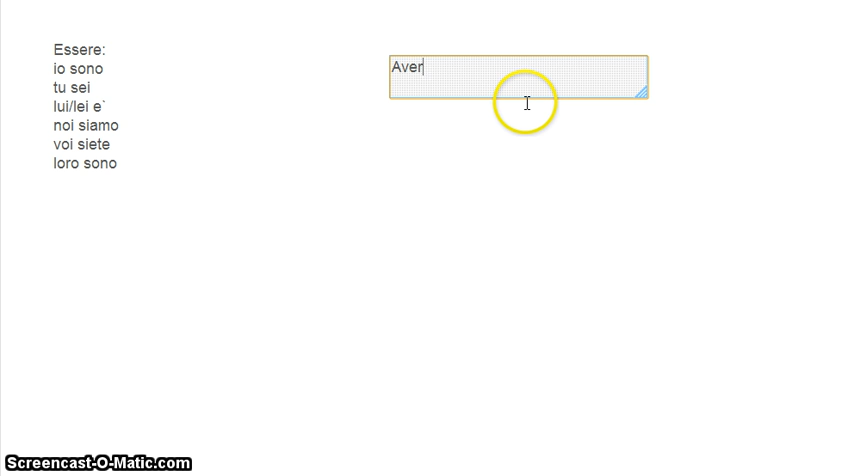 Essere:
io sono
tu sei
lui/lei e`
noi siamo
voi siete
loro sono
Aver
Screencast-O-Matic.com